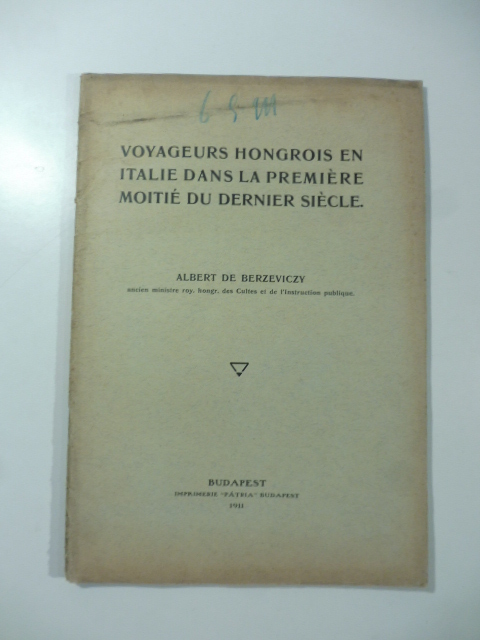 VOYAGEURS HONGROIS EN
ITALIE DANS LA PREMIÈRE
MOITIÉ DU DERNIER SIÈCLE.
ALBERT DE BERZEVICZY
ancien ministre roy. hongr. des Cultes et de l'Instruction publique.
BUDAPEST
IMPRIMERIE "PÁTRIA" BUDAPEST
1911